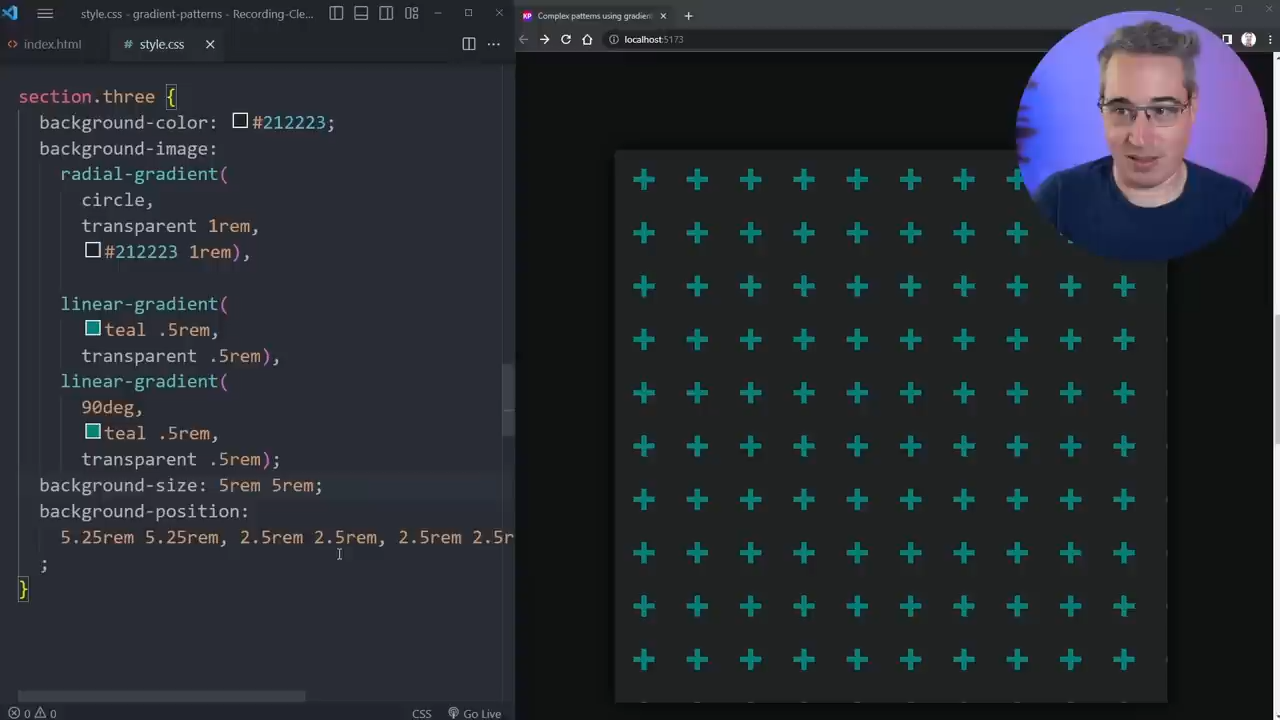 style.css - gradient-patterns - Recording-Cle...
index.html
# style.css
section.three {
background-color: #212223;
background-image:
radial-gradient(
circle,
transparent 1rem,
#212223 1rem),
linear-gradient(
teal .5rem,
transparent .5rem),
linear-gradient(
90deg,
teal .5rem,
transparent .5rem);
background-size: 5rem 5rem;
background-position:
5.25rem 5.25rem, 2.5rem 2.5rem, 2.5rem 2.5r
;
}
0 0
CSS
Go Live
KP
Complex patterns using gradien
localhost:5173